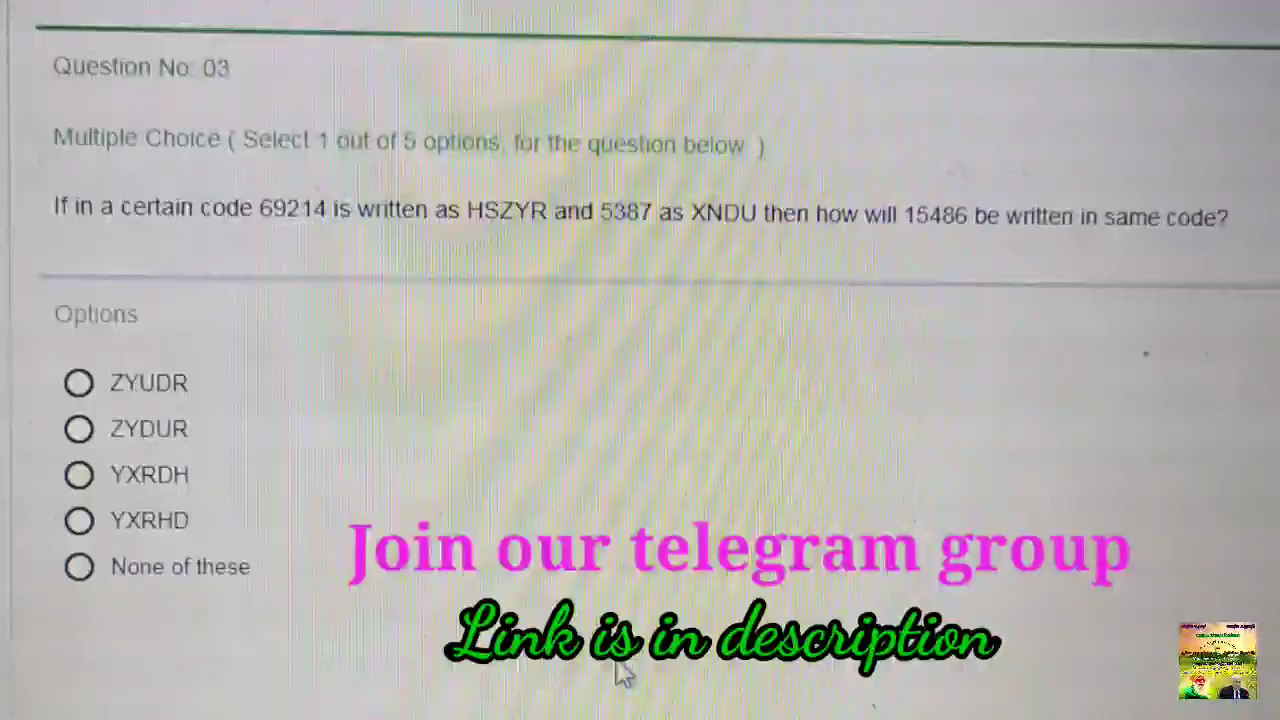 Question No: 03
Multiple Choice ( Select 1 out of 5 options, for the question below )
If in a certain code 69214 is written as HSZYR and 5387 as XNDU then how will 15486 be written in same code?
Options
ZYUDR
ZYDUR
YXRDH
YXRHD
None of these
Join our telegram group
Link is in description